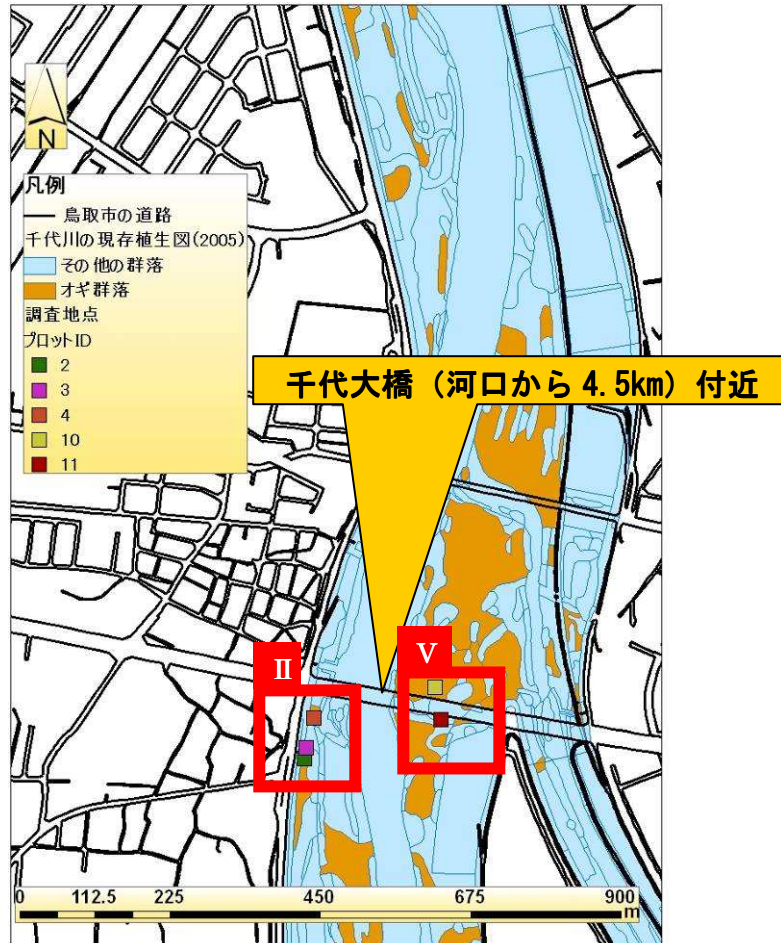 N
凡例
鳥取市の道路
千代川の現存植生図(2005)
その他の群落
オギ群落
調査地点
プロットID
2
3
4
10
11
千代大橋（河口から 4.5km）付近
Ⅱ
Ⅴ
0 112.5 225 450 675 900
m